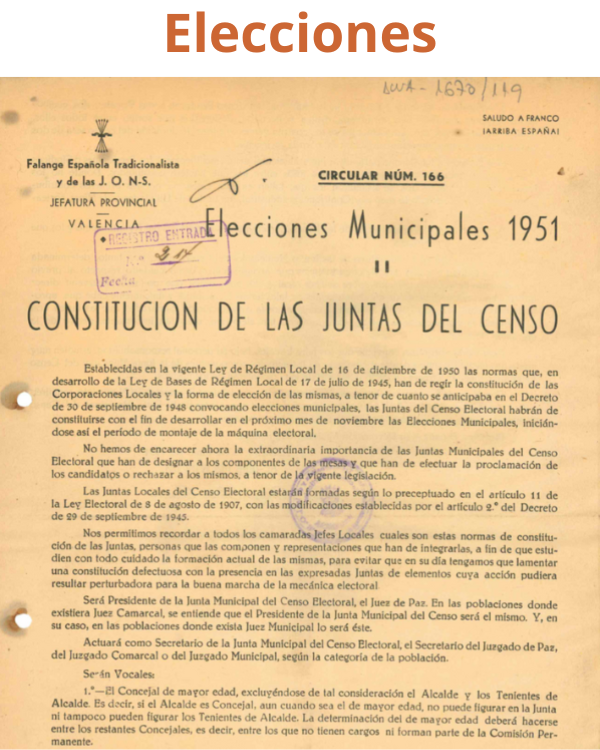 Elecciones
SALUDO A FRANCO
¡ARRIBA ESPAÑA!
Falange Española Tradicionalista
y de las J. O. N-S.
JEFATURA PROVINCIAL
VALENCIA
CIRCULAR NÚM. 166
REGISTRO ENTRADA
N.º
Fecha
Elecciones Municipales 1951
II
CONSTITUCION DE LAS JUNTAS DEL CENSO
Establecidas en la vigente Ley de Régimen Local de 16 de diciembre de 1950 las normas que, en
desarrollo de la Ley de Bases de Régimen Local de 17 de julio de 1945, han de regir la constitución de las
Corporaciones Locales y la forma de elección de las mismas, a tenor de cuanto se anticipaba en el Decreto
de 30 de septiembre de 1948 convocando elecciones municipales, las Juntas del Censo Electoral habrán de
constituirse con el fin de desarrollar en el próximo mes de noviembre las Elecciones Municipales, inicián-
dose así el período de montaje de la máquina electoral.
No hemos de encarecer ahora la extraordinaria importancia de las Juntas Municipales del Censo
Electoral que han de designar a los componentes de las mesas y que han de efectuar la proclamación de
los candidatos o rechazar a los mismos, a tenor de la vigente legislación.
Las Juntas Locales del Censo Electoral estarán formadas según lo preceptuado en el artículo 11 de
la Ley Electoral de 8 de agosto de 1907, con las modificaciones establecidas por el artículo 2.º del Decreto
de 29 de septiembre de 1945.
Nos permitimos recordar a todos los camaradas Jefes Locales cuales son estas normas de constitu-
ción de las Juntas, personas que las componen y representaciones que han de integrarlas, a fin de que estu-
dien con todo cuidado la formación actual de las mismas, para evitar que en su día tengamos que lamentar
una constitución defectuosa con la presencia en las expresadas Juntas de elementos cuya acción pudiera
resultar perturbadora para la buena marcha de la mecánica electoral.
Será Presidente de la Junta Municipal del Censo Electoral, el Juez de Paz. En las poblaciones donde
existiera Juez Camarcal, se entiende que el Presidente de la Junta Municipal del Censo será el mismo. Y, en
su caso, en las poblaciones donde exista Juez Municipal lo será éste.
Actuará como Secretario de la Junta Municipal del Censo Electoral, el Secretario del Juzgado de Paz,
del Juzgado Comarcal o del Juzgado Municipal, según la categoría de la población.
Serán Vocales:
1.º—El Concejal de mayor edad, excluyéndose de tal consideración el Alcalde y los Tenientes de
Alcalde. Es decir, si el Alcalde es Concejal, aun cuando sea el de mayor edad, no puede figurar en la Junta
ni tampoco pueden figurar los Tenientes de Alcalde. La determinación del de mayor edad deberá hacerse
entre los restantes Concejales, es decir, entre los que no tienen cargos ni forman parte de la Comisión Per-
manente.